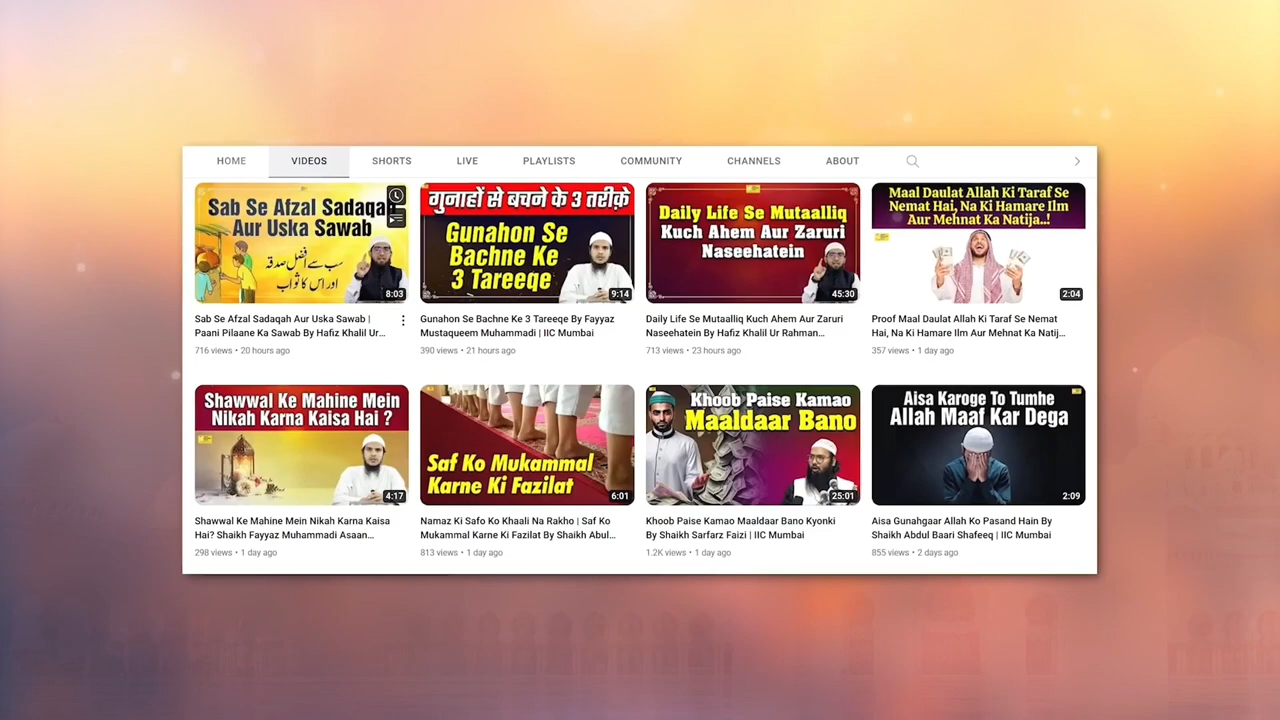 HOME
VIDEOS
SHORTS
LIVE
PLAYLISTS
COMMUNITY
CHANNELS
ABOUT
Sab Se Afzal Sadaqah
Aur Uska Sawab
سب سے افضل صدقہ
اور اس کا ثواب
8:03
गुनाहों से बचने के 3 तरीक़े
Gunahon Se
Bachne Ke
3 Tareeqe
9:14
Daily Life Se Mutaalliq
Kuch Ahem Aur Zaruri
Naseehatein
45:30
Maal Daulat Allah Ki Taraf Se
Nemat Hai, Na Ki Hamare Ilm
Aur Mehnat Ka Natija..!
2:04
Sab Se Afzal Sadaqah Aur Uska Sawab |
Paani Pilaane Ka Sawab By Hafiz Khalil Ur...
716 views • 20 hours ago
Gunahon Se Bachne Ke 3 Tareeqe By Fayyaz
Mustaqueem Muhammadi | IIC Mumbai
390 views • 21 hours ago
Daily Life Se Mutaalliq Kuch Ahem Aur Zaruri
Naseehatein By Hafiz Khalil Ur Rahman...
713 views • 23 hours ago
Proof Maal Daulat Allah Ki Taraf Se Nemat
Hai, Na Ki Hamare Ilm Aur Mehnat Ka Natij...
357 views • 1 day ago
Shawwal Ke Mahine Mein
Nikah Karna Kaisa Hai ?
4:17
Saf Ko Mukammal
Karne Ki Fazilat
6:01
Khoob Paise Kamao
Maaldaar Bano
25:01
Aisa Karoge To Tumhe
Allah Maaf Kar Dega
2:09
Shawwal Ke Mahine Mein Nikah Karna Kaisa
Hai? Shaikh Fayyaz Muhammadi Asaan...
298 views • 1 day ago
Namaz Ki Safo Ko Khaali Na Rakho | Saf Ko
Mukammal Karne Ki Fazilat By Shaikh Abul...
813 views • 1 day ago
Khoob Paise Kamao Maaldaar Bano Kyonki
By Shaikh Sarfarz Faizi | IIC Mumbai
1.2K views • 1 day ago
Aisa Gunahgaar Allah Ko Pasand Hain By
Shaikh Abdul Baari Shafeeq | IIC Mumbai
855 views • 2 days ago